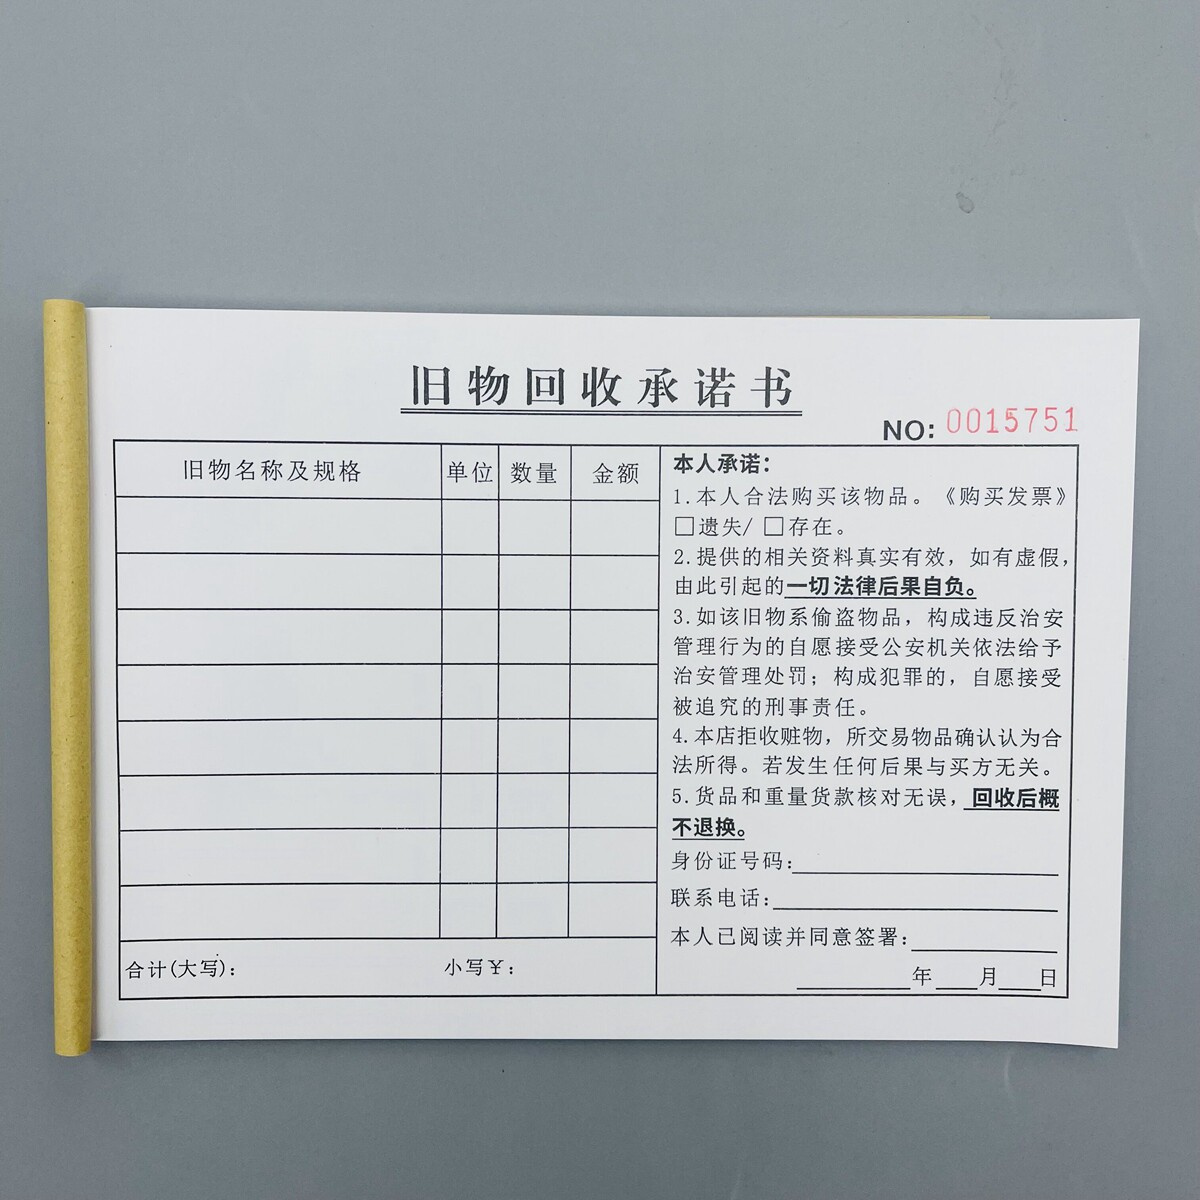 旧物回收承诺书
NO: 0015751
旧物名称及规格 单位 数量 金额
合计(大写): 小写￥:
本人承诺：
1.本人合法购买该物品。《购买发票》
□遗失/ □存在。
2.提供的相关资料真实有效，如有虚假，
由此引起的一切法律后果自负。
3.如该旧物系偷盗物品，构成违反治安
管理行为的自愿接受公安机关依法给予
治安管理处罚；构成犯罪的，自愿接受
被追究的刑事责任。
4.本店拒收赃物，所交易物品确认认为合
法所得。若发生任何后果与买方无关。
5.货品和重量货款核对无误，回收后概
不退换。
身份证号码:
联系电话:
本人已阅读并同意签署:
年 月 日